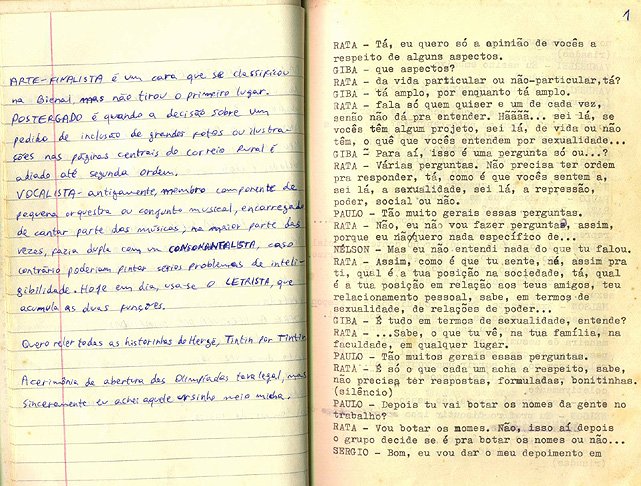 ARTE-FINALISTA é um cara que se classificou
na Bienal, mas não tirou o primeiro lugar.
POSTERGADO é quando a decisão sobre um
pedido de inclusão de grandes fotos ou ilustra-
ções nas páginas centrais do Correio Rural é
adiado até segunda ordem.
VOCALISTA - antigamente, membro componente de
pequena orquestra ou conjunto musical, encarregado
de cantar parte das músicas; na maior parte das
vezes, fazia dupla com um CONSONANTALISTA, caso
contrário poderiam pintar sérios problemas de inteli-
gibilidade. Hoje em dia, usa-se o LETRISTA, que
acumula as duas funções.
Quero reler todas as historinhas do Hergé, Tintin por Tintin
A cerimônia de abertura das Olimpíadas tava legal, mas
sinceramente eu achei aquele ursinho meio micha.
1
RATA - Tá, eu quero só a opinião de vocês a
respeito de alguns aspectos.
GIBA - que aspectos?
RATA - da vida particular ou não-particular,tá?
GIBA - tá amplo, por enquanto tá amplo.
RATA - fala só quem quiser e um de cada vez,
senão não dá pra entender. Hããã... sei lá, se
vocês têm algum projeto, sei lá, de vida ou não
têm, o quê que vocês entendem por sexualidade...
GIBA - Para aí, isso é uma pergunta só ou...?
RATA - Várias perguntas. Não precisa ter ordem
pra responder, tá, como é que vocês sentem a,
sei lá, a sexualidade, sei lá, a repressão,
poder, social ou não.
PAULO - Tão muito gerais essas perguntas.
RATA - Não, eu não vou fazer perguntas, assim,
porque eu não quero nada específico de...
NELSON - Mas eu não entendi nada do que tu falou.
RATA - Assim, como é que tu sente, né, assim pra
ti, qual é a tua posição na sociedade, tá, qual
é a tua posição em relação aos teus amigos, teu
relacionamento pessoal, sabe, em termos de
sexualidade, de relações de poder...
GIBA - É tudo em termos de sexualidade, entende?
RATA - ...Sabe, o que tu vê, na tua família, na
faculdade, em qualquer lugar.
PAULO - Tão muitos gerais essas perguntas.
RATA - É só o que cada um acha a respeito, sabe,
não precisa ter respostas, formuladas, bonitinhas.
(silêncio)
PAULO - Depois tu vai botar os nomes da gente no
trabalho?
RATA - Vou botar os nomes. Não, isso aí depois
o grupo decide se é pra botar os nomes ou não...
SERGIO - Bom, eu vou dar o meu depoimento em